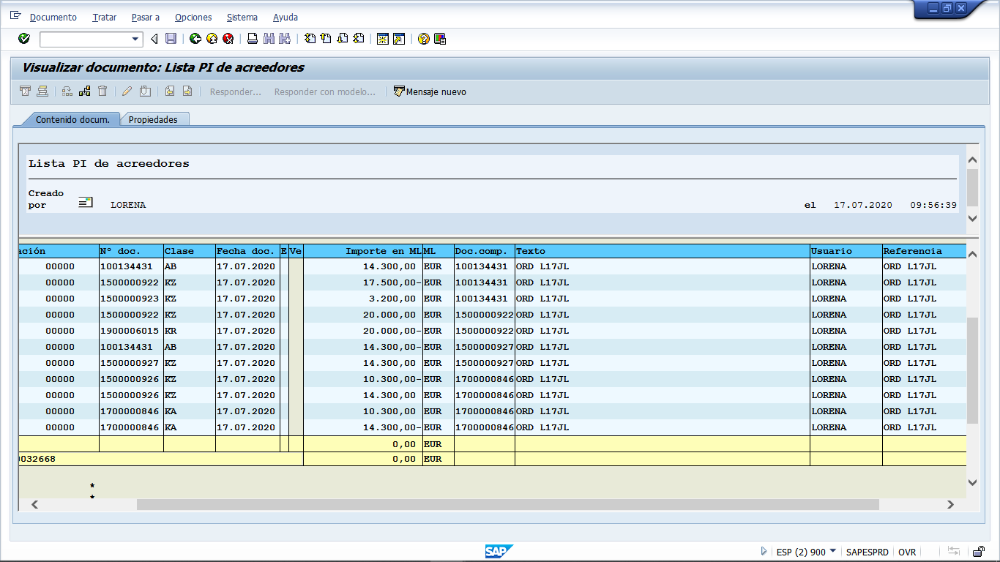 Documento Tratar Pasar a Opciones Sistema Ayuda
Visualizar documento: Lista PI de acreedores
Responder... Responder con modelo... Mensaje nuevo
Contenido docum. Propiedades
Lista PI de acreedores
Creado
por LORENA el 17.07.2020 09:56:39
ación Nº doc. Clase Fecha doc. E Ve Importe en ML ML Doc.comp. Texto Usuario Referencia
00000 100134431 AB 17.07.2020 14.300,00 EUR 100134431 ORD L17JL LORENA ORD L17JL
00000 1500000922 KZ 17.07.2020 17.500,00- EUR 100134431 ORD L17JL LORENA ORD L17JL
00000 1500000923 KZ 17.07.2020 3.200,00 EUR 100134431 ORD L17JL LORENA ORD L17JL
00000 1500000922 KZ 17.07.2020 20.000,00 EUR 1500000922 ORD L17JL LORENA ORD L17JL
00000 1900006015 KR 17.07.2020 20.000,00- EUR 1500000922 ORD L17JL LORENA ORD L17JL
00000 100134431 AB 17.07.2020 14.300,00- EUR 1500000927 ORD L17JL LORENA ORD L17JL
00000 1500000927 KZ 17.07.2020 14.300,00 EUR 1500000927 ORD L17JL LORENA ORD L17JL
00000 1500000926 KZ 17.07.2020 10.300,00- EUR 1700000846 ORD L17JL LORENA ORD L17JL
00000 1500000926 KZ 17.07.2020 14.300,00 EUR 1700000846 ORD L17JL LORENA ORD L17JL
00000 1700000846 KA 17.07.2020 10.300,00 EUR 1700000846 ORD L17JL LORENA ORD L17JL
00000 1700000846 KA 17.07.2020 14.300,00- EUR 1700000846 ORD L17JL LORENA ORD L17JL
0,00 EUR
032668 0,00 EUR
*
*
SAP ESP (2) 900 SAPESPRD OVR